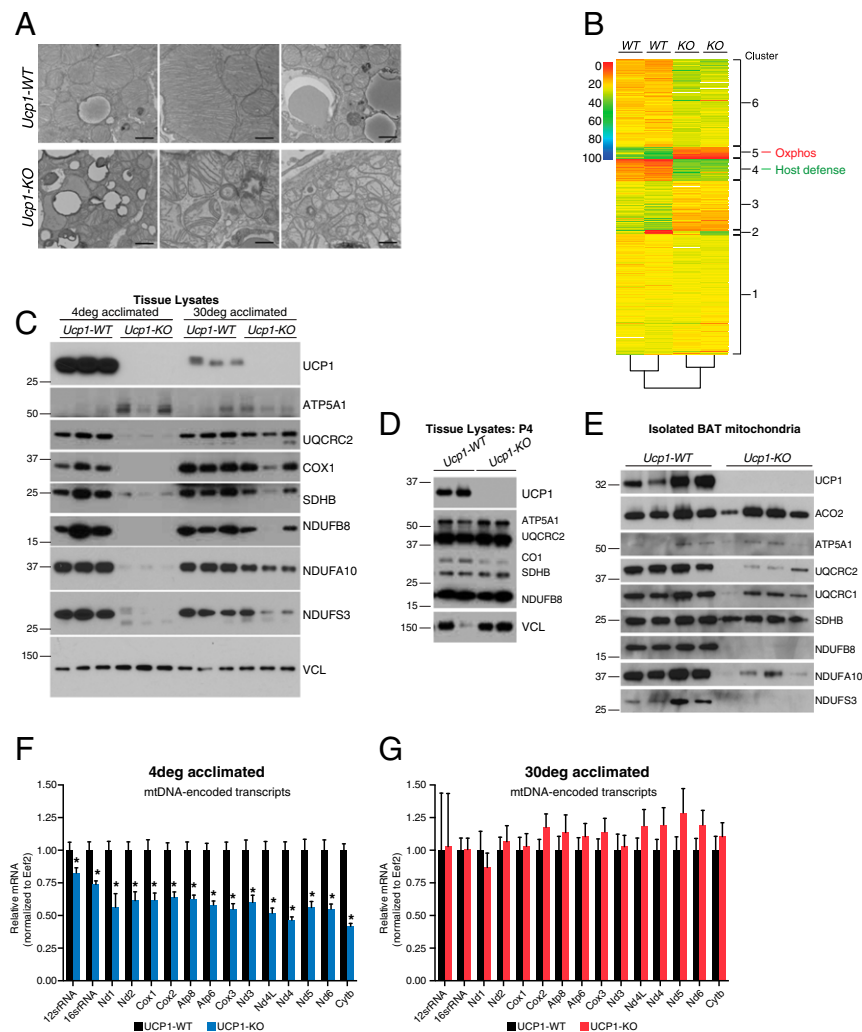 A
Ucp1-WT
Ucp1-KO
B
WT WT KO KO
Cluster
0
20
40
60
80
100
6
5 Oxphos
4 Host defense
3
2
1
C
Tissue Lysates
4deg acclimated 30deg acclimated
Ucp1-WT Ucp1-KO Ucp1-WT Ucp1-KO
25 UCP1
50 ATP5A1
UQCRC2
37 COX1
25 SDHB
15 NDUFB8
37 NDUFA10
25 NDUFS3
150 VCL
D
Tissue Lysates: P4
Ucp1-WT Ucp1-KO
37 UCP1
50 ATP5A1
37 UQCRC2
CO1
25 SDHB
15 NDUFB8
150 VCL
E
Isolated BAT mitochondria
Ucp1-WT Ucp1-KO
32 UCP1
ACO2
50 ATP5A1
37 UQCRC2
UQCRC1
SDHB
15 NDUFB8
37 NDUFA10
25 NDUFS3
F
4deg acclimated
mtDNA-encoded transcripts
Relative mRNA
(normalized to Eef2)
1.50
1.25
1.00
0.75
0.50
0.25
0.00
* * * * * * * * * * * * * * *
12srRNA 16srRNA Nd1 Nd2 Cox1 Cox2 Atp8 Atp6 Cox3 Nd3 Nd4L Nd4 Nd5 Nd6 Cytb
UCP1-WT UCP1-KO
G
30deg acclimated
mtDNA-encoded transcripts
Relative mRNA
(normalized to Eef2)
1.50
1.25
1.00
0.75
0.50
0.25
0.00
12srRNA 16srRNA Nd1 Nd2 Cox1 Cox2 Atp8 Atp6 Cox3 Nd3 Nd4L Nd4 Nd5 Nd6 Cytb
UCP1-WT UCP1-KO